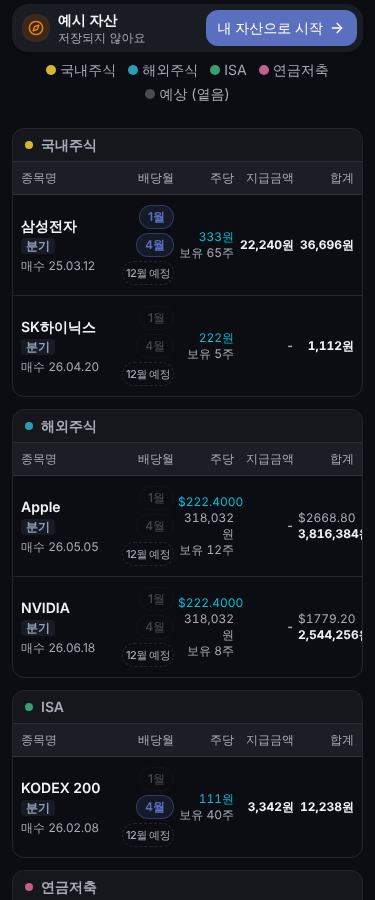 예시 자산
저장되지 않아요
내 자산으로 시작 →
국내주식 해외주식 ISA 연금저축
예상 (옅음)
국내주식
종목명 배당월 주당 지급금액 합계
삼성전자
분기
매수 25.03.12
1월
4월
12월 예정
333원
보유 65주
22,240원
36,696원
SK하이닉스
분기
매수 26.04.20
1월
4월
12월 예정
222원
보유 5주
-
1,112원
해외주식
종목명 배당월 주당 지급금액 합계
Apple
분기
매수 26.05.05
1월
4월
12월 예정
$222.4000
318,032
원
보유 12주
-
$2668.80
3,816,384원
NVIDIA
분기
매수 26.06.18
1월
4월
12월 예정
$222.4000
318,032
원
보유 8주
-
$1779.20
2,544,256원
ISA
종목명 배당월 주당 지급금액 합계
KODEX 200
분기
매수 26.02.08
1월
4월
12월 예정
111원
보유 40주
3,342원
12,238원
연금저축